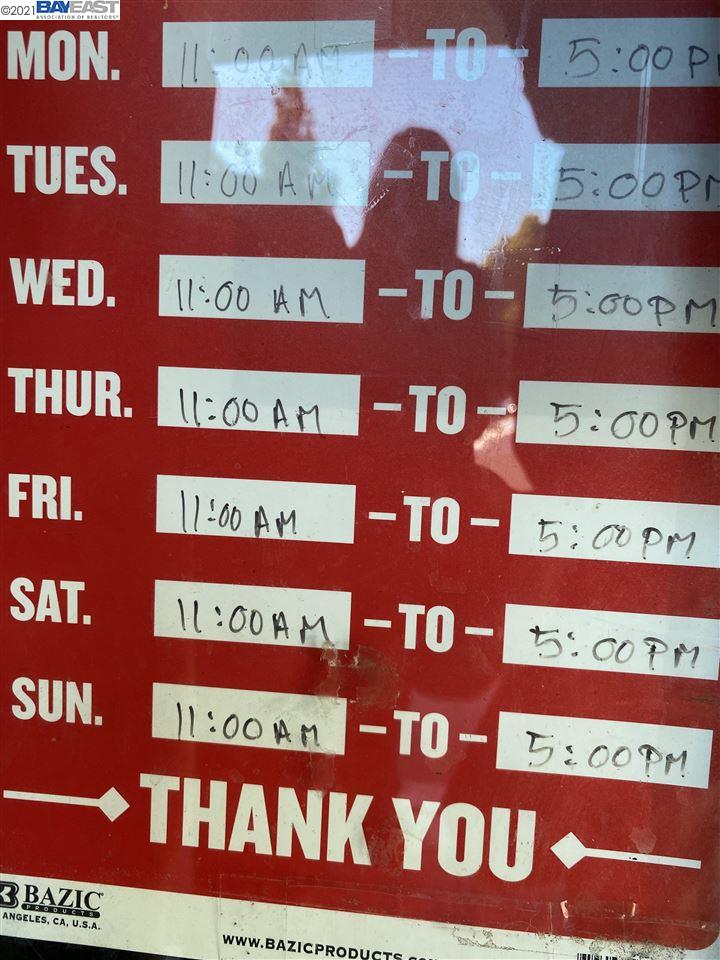 ©2021 BAYEAST
ASSOCIATION OF REALTORS
MON. 11:00 AM - TO - 5:00 P
TUES. 11:00 AM - TO - 5:00 PM
WED. 11:00 AM - TO - 5:00 PM
THUR. 11:00 AM - TO - 5:00 PM
FRI. 11:00 AM - TO - 5:00 PM
SAT. 11:00 AM - TO - 5:00 PM
SUN. 11:00 AM - TO - 5:00 PM
THANK YOU
BAZIC
PRODUCTS
ANGELES, CA, U.S.A.
WWW.BAZICPRODUCTS.CO